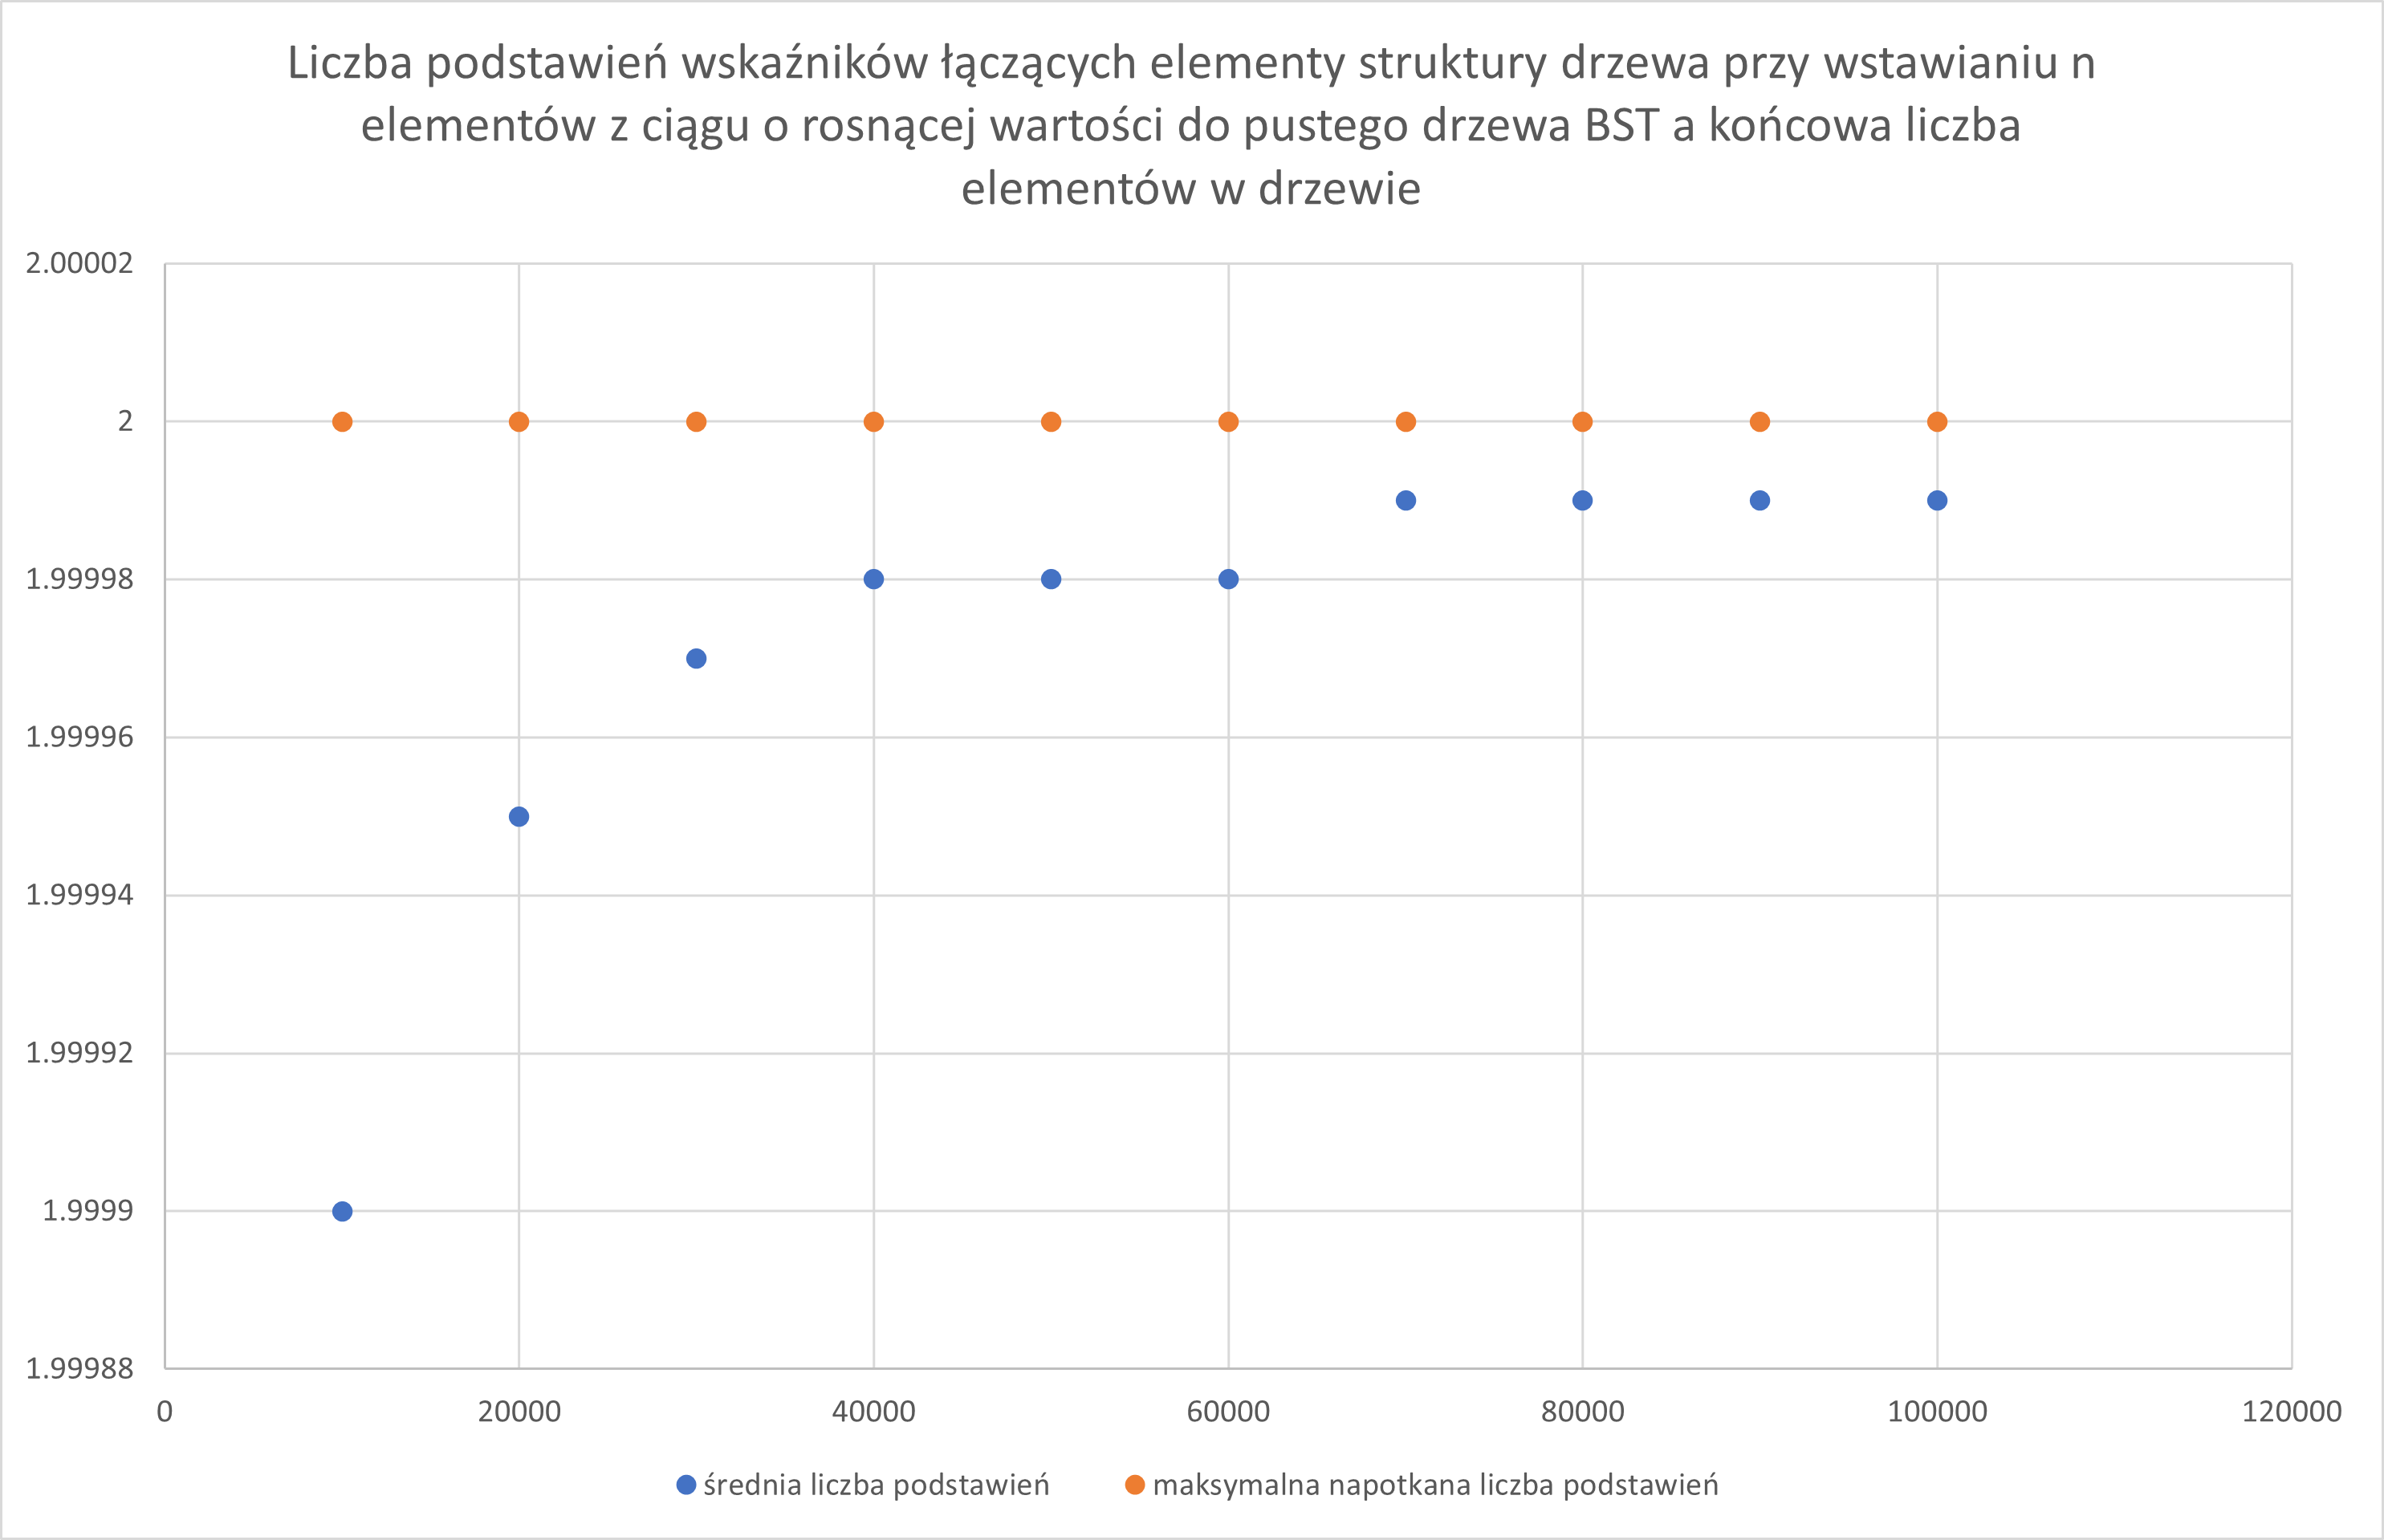 Liczba podstawień wskaźników łączących elementy struktury drzewa przy wstawianiu n
elementów z ciągu o rosnącej wartości do pustego drzewa BST a końcowa liczba
elementów w drzewie
2.00002
2
1.99998
1.99996
1.99994
1.99992
1.9999
1.99988
0 20000 40000 60000 80000 100000 120000
średnia liczba podstawień maksymalna napotkana liczba podstawień